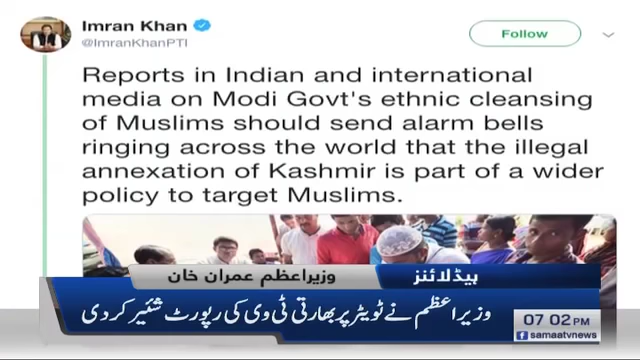 Imran Khan
@ImranKhanPTI
Follow
Reports in Indian and international
media on Modi Govt's ethnic cleansing
of Muslims should send alarm bells
ringing across the world that the illegal
annexation of Kashmir is part of a wider
policy to target Muslims.
ہیڈلائنز
وزیراعظم عمران خان
وزیراعظم نے ٹویٹر پر بھارتی ٹی وی کی رپورٹ شئیر کردی
07 02 PM
f samaatvnews